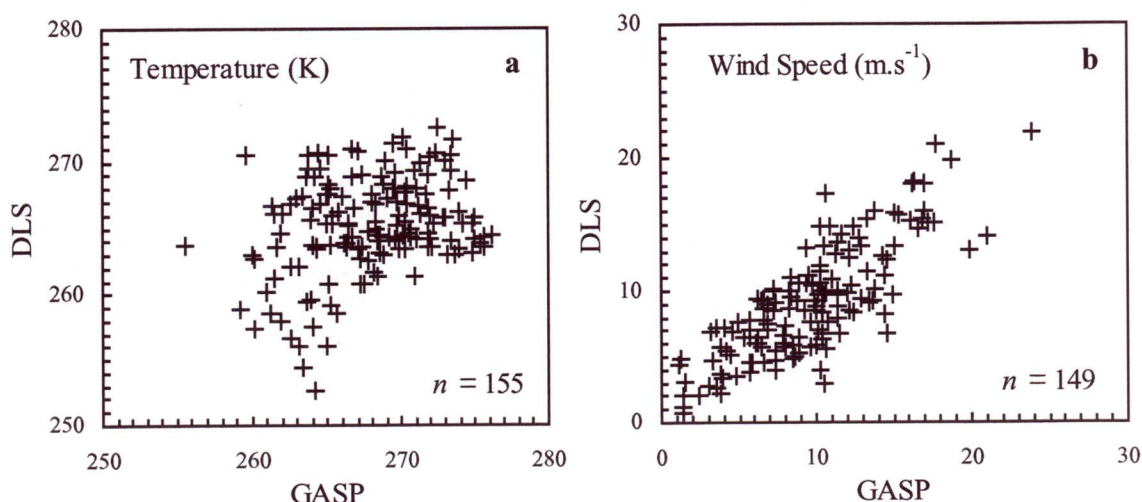 280
Temperature (K)
a
270
DLS
260
n = 155
250
250
260
270
280
GASP
30
Wind Speed (m.s⁻¹)
b
20
DLS
10
n = 149
0
0
10
20
30
GASP